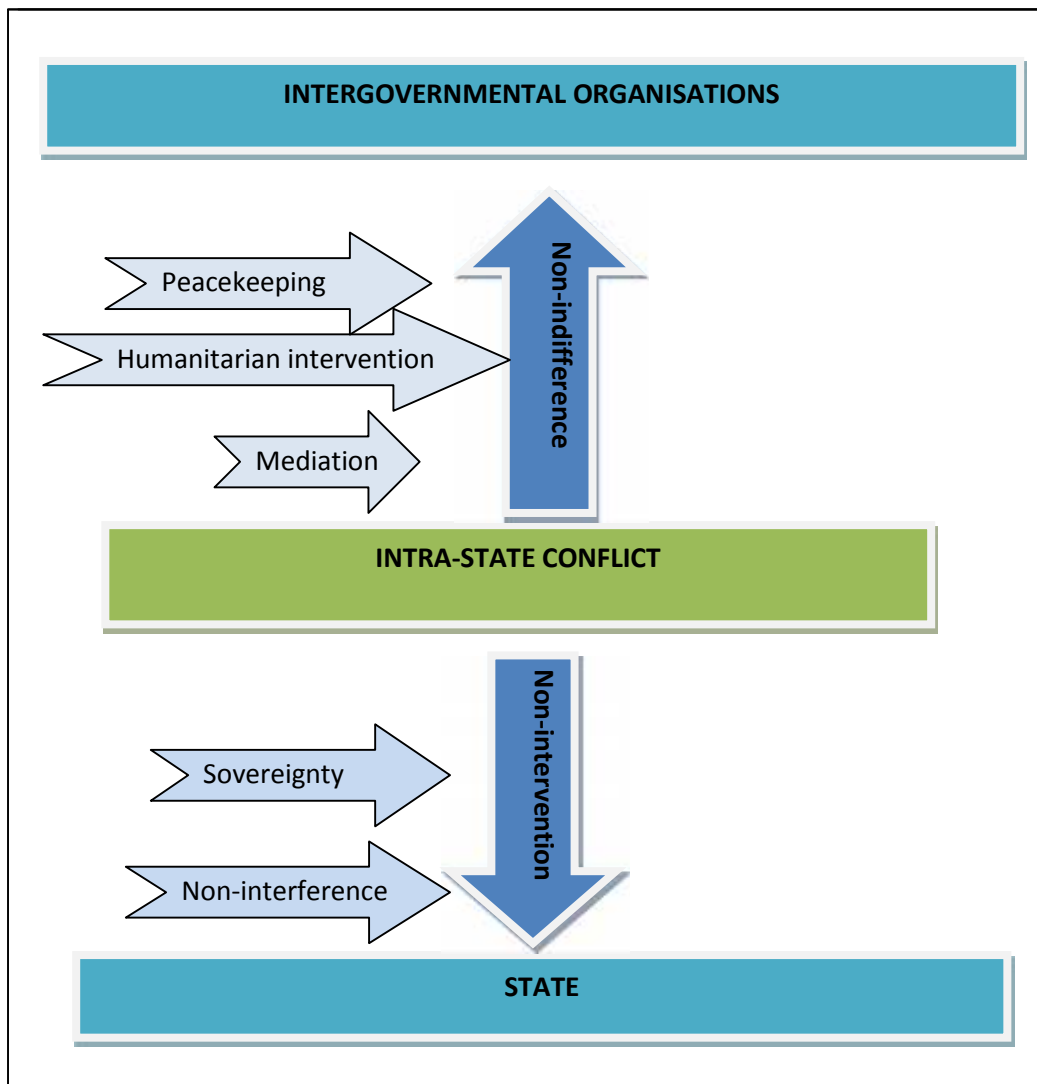 INTERGOVERNMENTAL ORGANISATIONS
Peacekeeping
Humanitarian intervention
Mediation
Non-indifference
INTRA-STATE CONFLICT
Sovereignty
Non-interference
Non-intervention
STATE